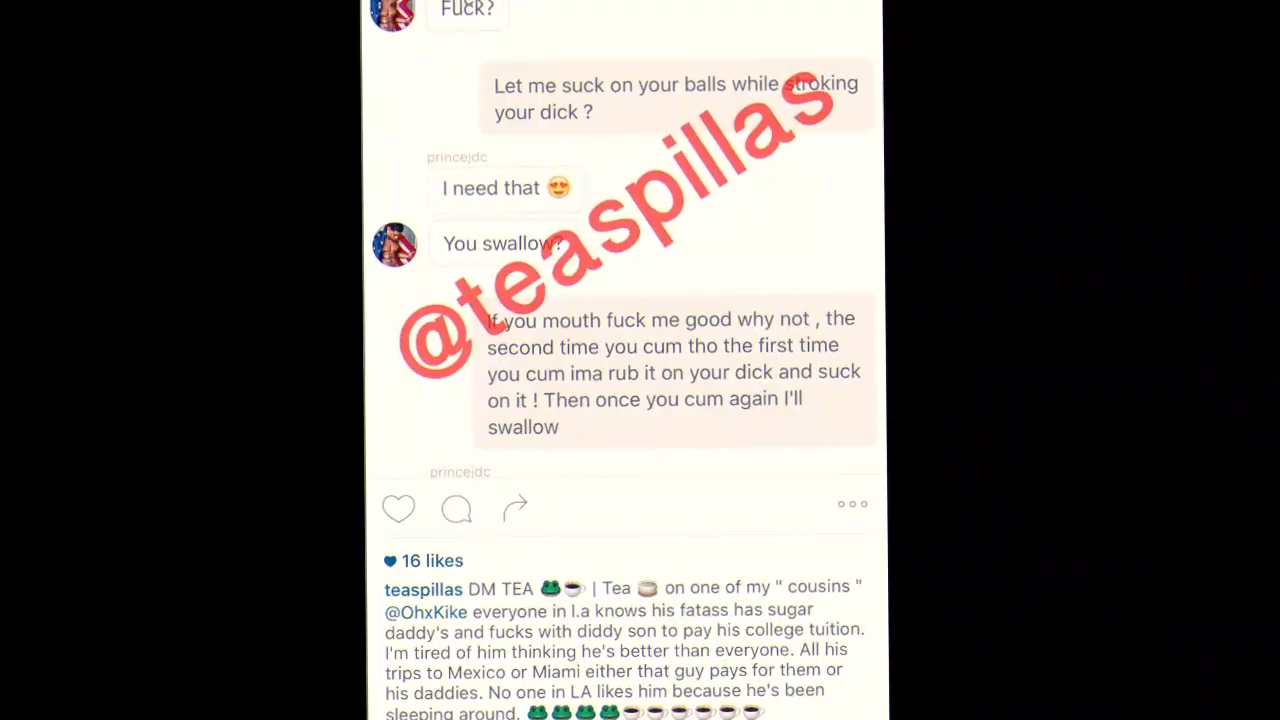 FUCK?
Let me suck on your balls while stroking
your dick ?
princejdc
I need that 😍
You swallow?
@teaspillas
If you mouth fuck me good why not , the
second time you cum tho the first time
you cum ima rub it on your dick and suck
on it ! Then once you cum again I'll
swallow
princejdc
16 likes
teaspillas DM TEA 🐸☕ | Tea 🍵 on one of my " cousins "
@OhxKike everyone in l.a knows his fatass has sugar
daddy's and fucks with diddy son to pay his college tuition.
I'm tired of him thinking he's better than everyone. All his
trips to Mexico or Miami either that guy pays for them or
his daddies. No one in LA likes him because he's been
sleeping around. 🐸🐸🐸🐸☕☕☕☕☕☕